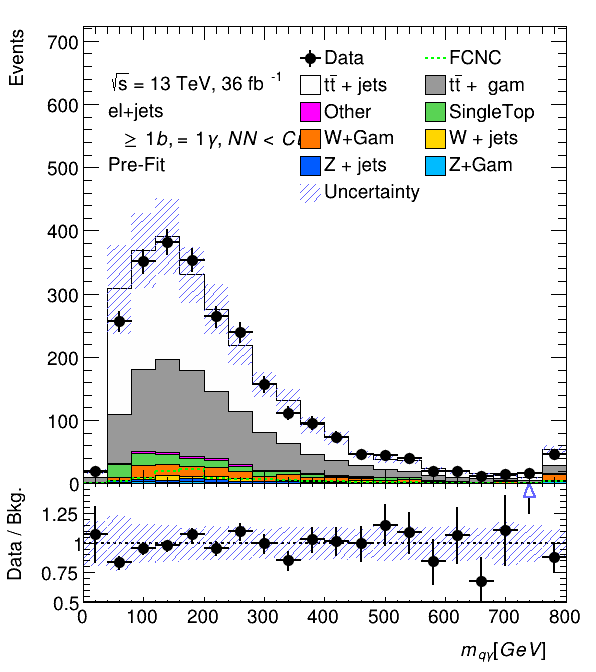 Events
700
600
500
400
300
200
100
0
√s = 13 TeV, 36 fb⁻¹
el+jets
≥ 1b, = 1γ, NN <
Pre-Fit
Data
FCNC
tt̄ + jets
tt̄ + gam
Other
SingleTop
W+Gam
W + jets
Z + jets
Z+Gam
Uncertainty
Data / Bkg.
1.25
1
0.75
0.5
0 100 200 300 400 500 600 700 800
m_qγ[GeV]